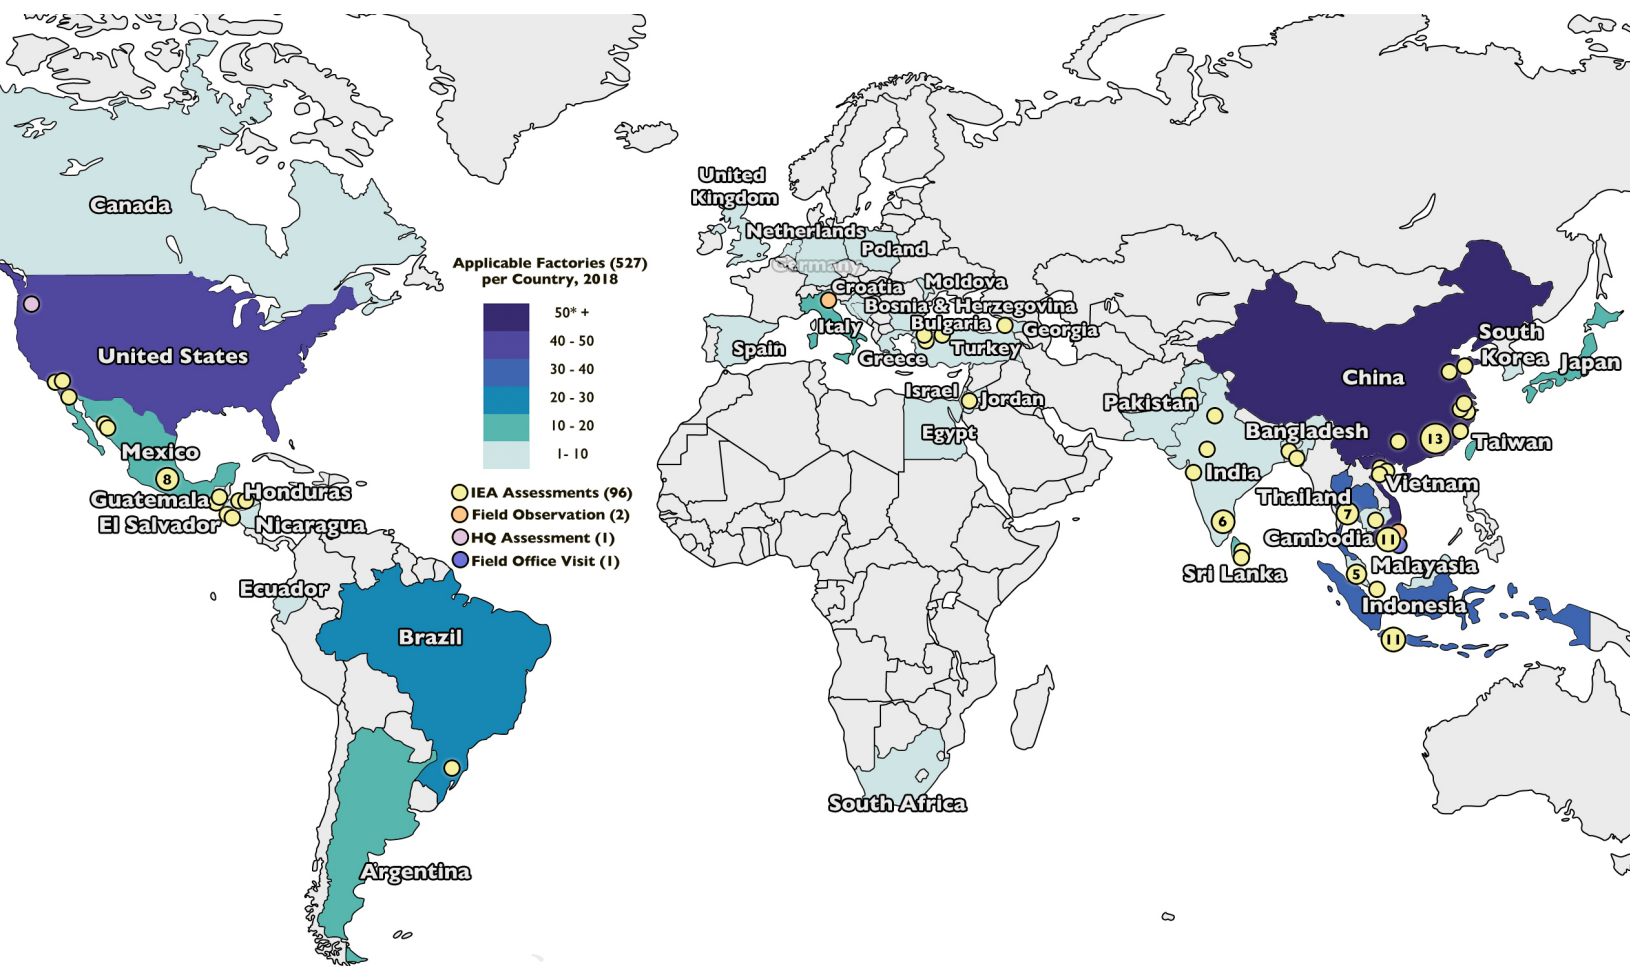 United
Kingdom
Canada
Netherlands
Poland
Germany
Applicable Factories (527)
per Country, 2018
50* +
40 - 50
30 - 40
20 - 30
10 - 20
1- 10
IEA Assessments (96)
Field Observation (2)
HQ Assessment (1)
Field Office Visit (1)
Croatia
Moldova
Bosnia & Herzegovina
Italy
Bulgaria
Georgia
Spain
Greece
Turkey
United States
South
Korea
Japan
China
Israel
Jordan
Pakistan
Egypt
Bangladesh
13
Taiwan
Mexico
8
India
Vietnam
Guatemala
Honduras
Thailand
El Salvador
Nicaragua
6
7
Cambodia
11
Sri Lanka
5
Malayasia
Ecuador
Indonesia
Brazil
11
South Africa
Argentina